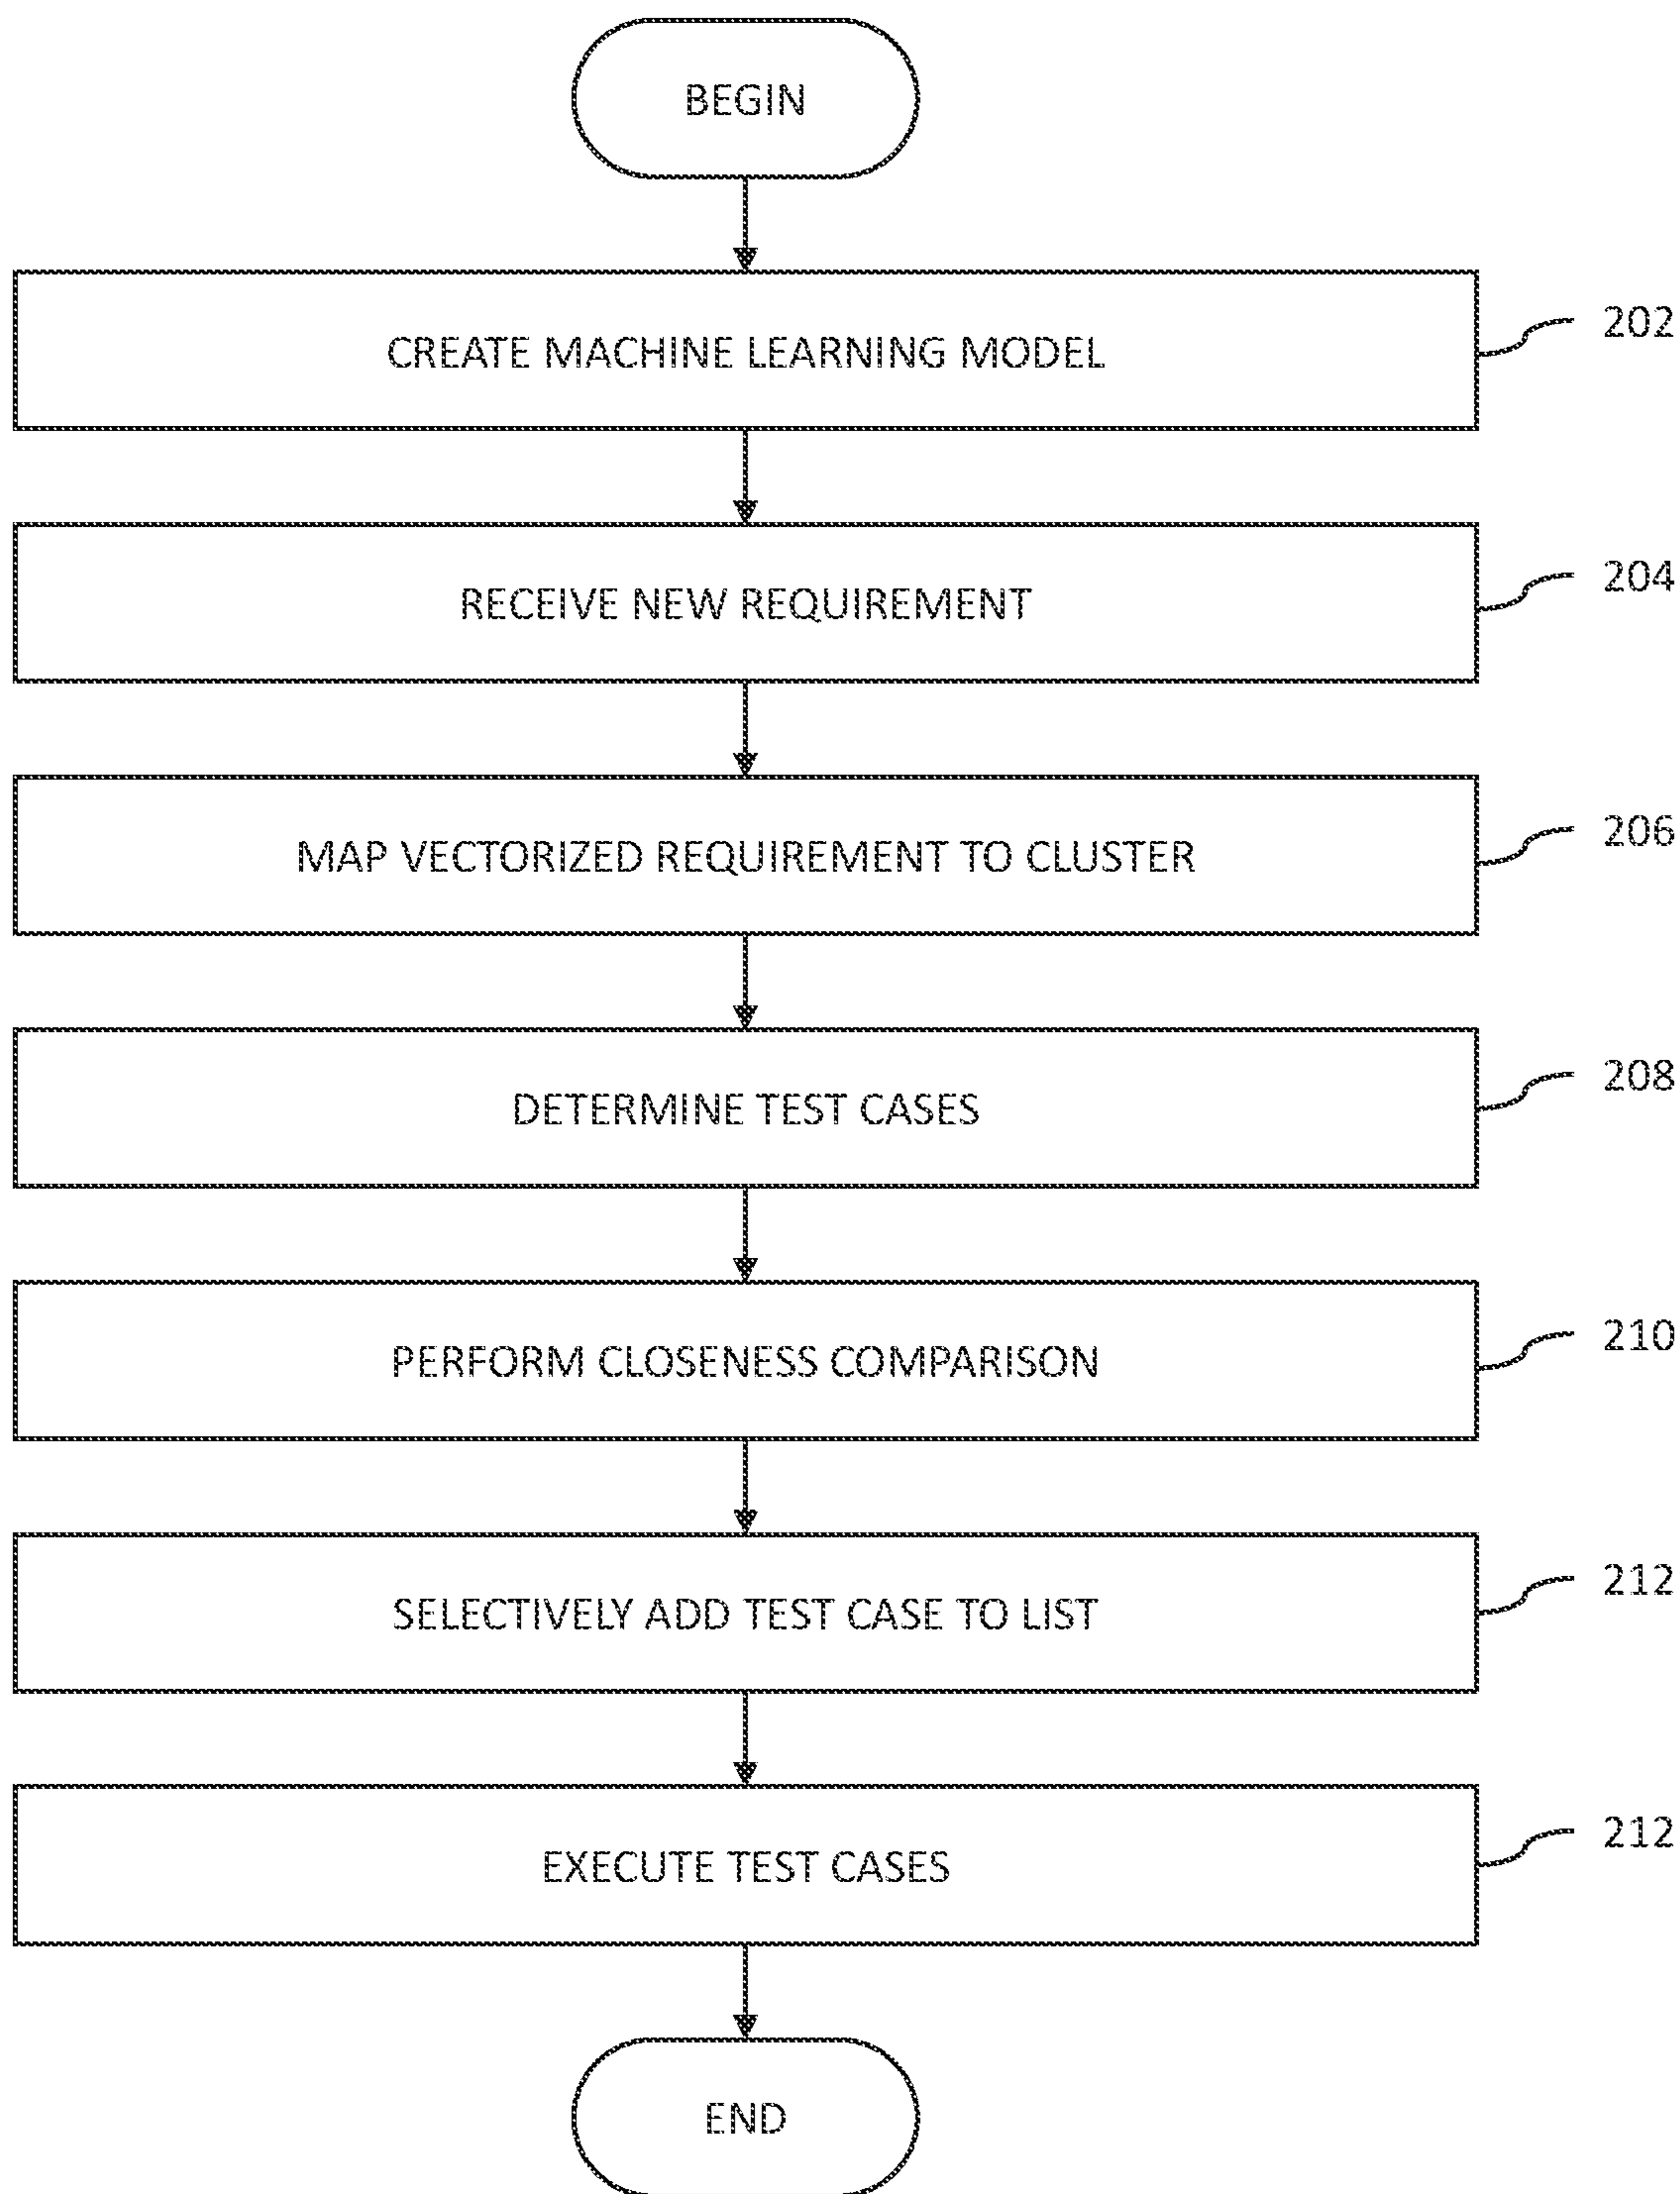 BEGIN
CREATE MACHINE LEARNING MODEL
202
RECEIVE NEW REQUIREMENT
204
MAP VECTORIZED REQUIREMENT TO CLUSTER
206
DETERMINE TEST CASES
208
PERFORM CLOSENESS COMPARISON
210
SELECTIVELY ADD TEST CASE TO LIST
212
EXECUTE TEST CASES
212
END